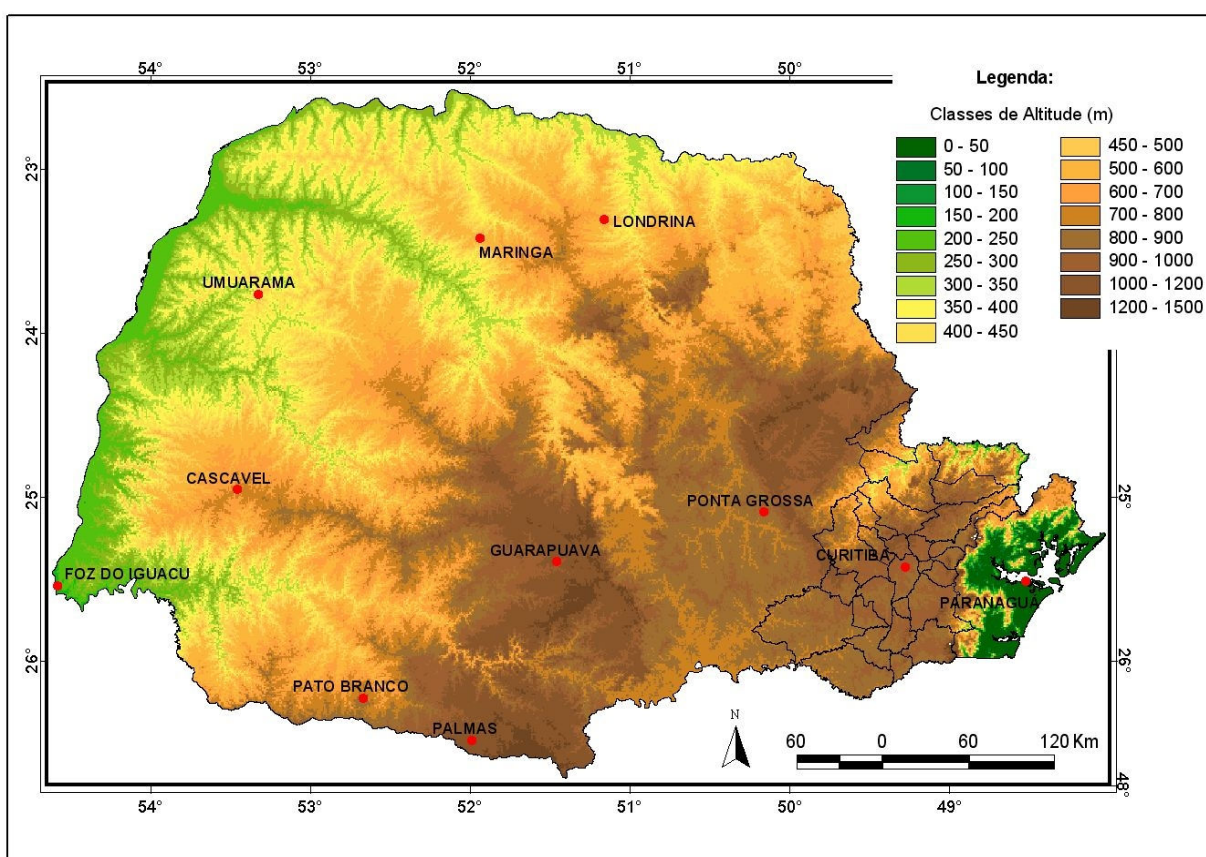 54° 53° 52° 51° 50°
Legenda:
Classes de Altitude (m)
0 - 50
50 - 100
100 - 150
150 - 200
200 - 250
250 - 300
300 - 350
350 - 400
400 - 450
450 - 500
500 - 600
600 - 700
700 - 800
800 - 900
900 - 1000
1000 - 1200
1200 - 1500
23°
24°
25°
26°
25°
26°
48°
LONDRINA
MARINGA
UMUARAMA
CASCAVEL
PONTA GROSSA
GUARAPUAVA
CURITIBA
FOZ DO IGUACU
PARANAGUA
PATO BRANCO
PALMAS
N
60 0 60 120 Km
54° 53° 52° 51° 50° 49°